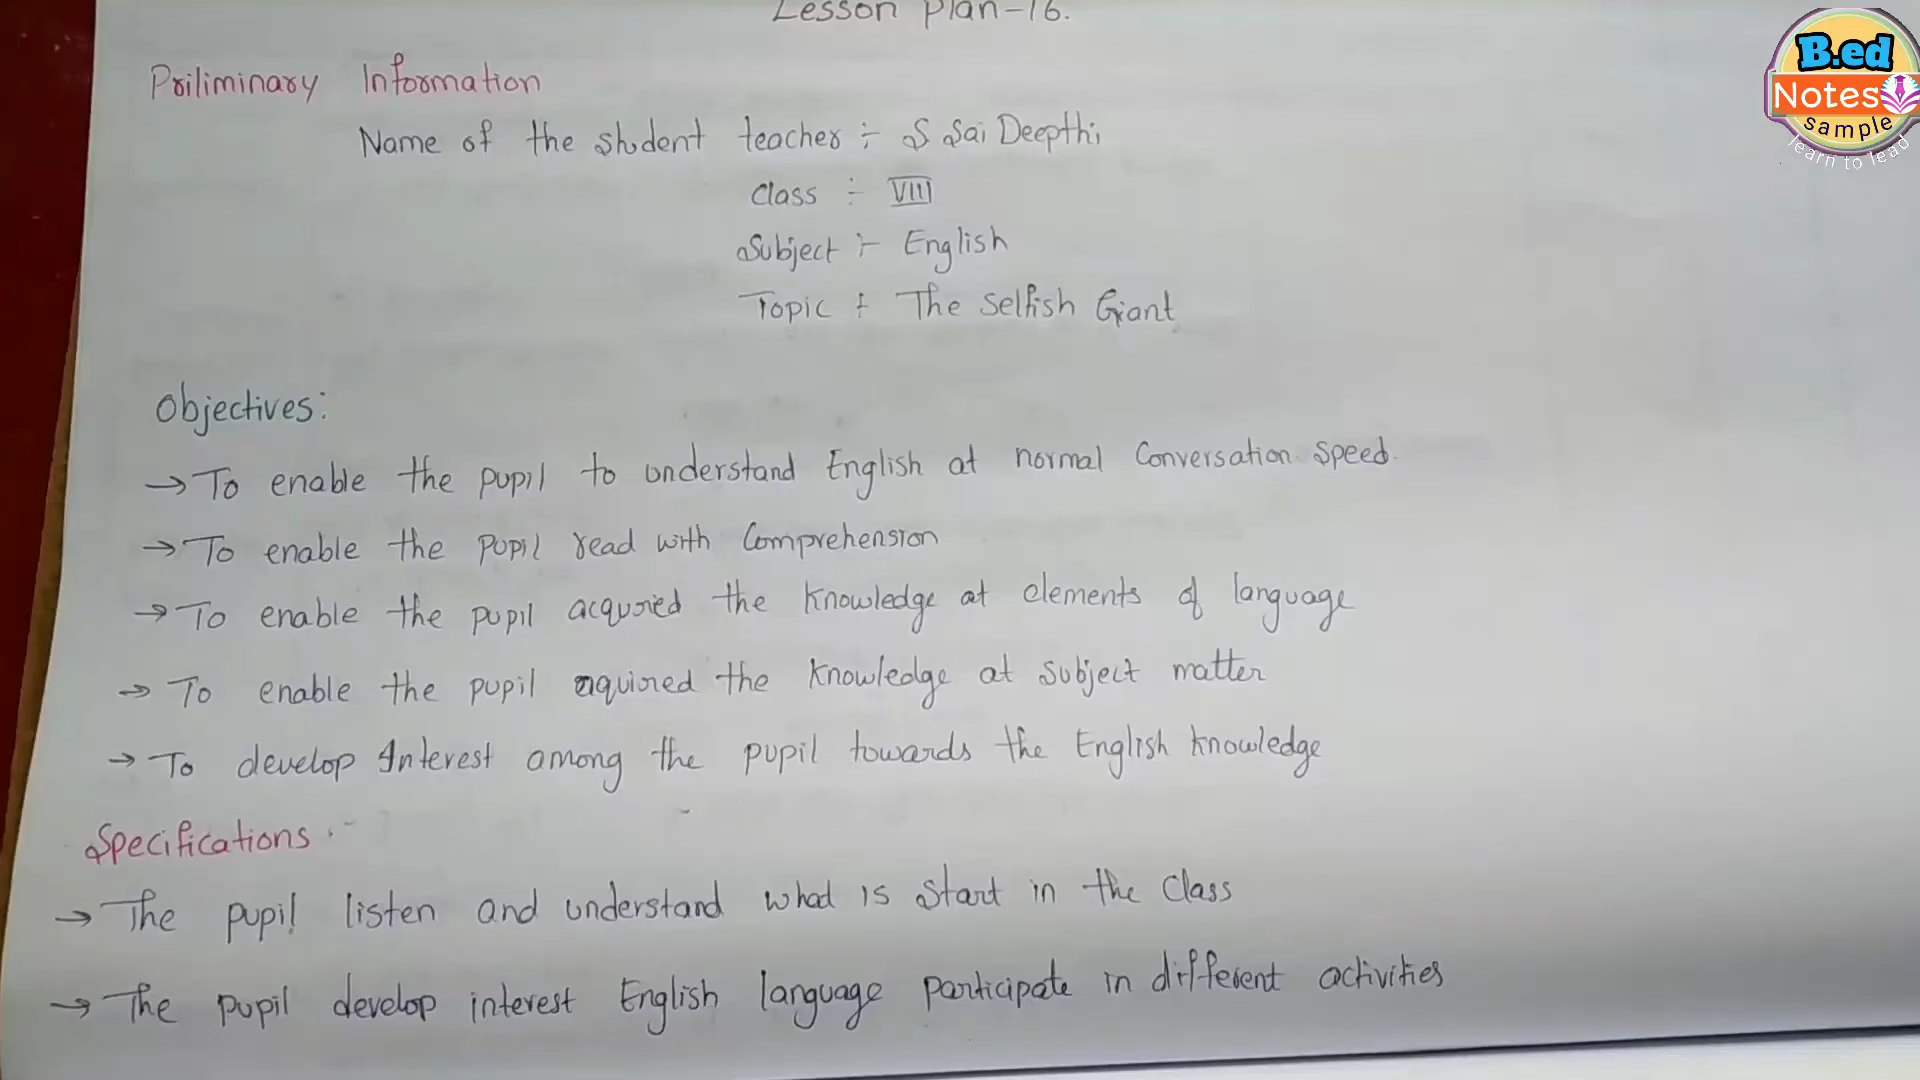 Lesson Plan-16.
B.ed
Notes
sample
learn to lead
Priliminary Information
Name of the student teacher :- S Sai Deepthi
Class :- VIII
Subject :- English
Topic :- The Selfish Giant
Objectives:
→ To enable the pupil to understand English at normal Conversation Speed.
→ To enable the pupil read with Comprehension
→ To enable the pupil acquried the knowledge at elements of language
→ To enable the pupil aquired the knowledge at subject matter
→ To develop Interest among the pupil towards the English knowledge
Specifications :-
→ The pupil listen and understand what is Start in the Class
→ The pupil develop interest English language participate in different activities